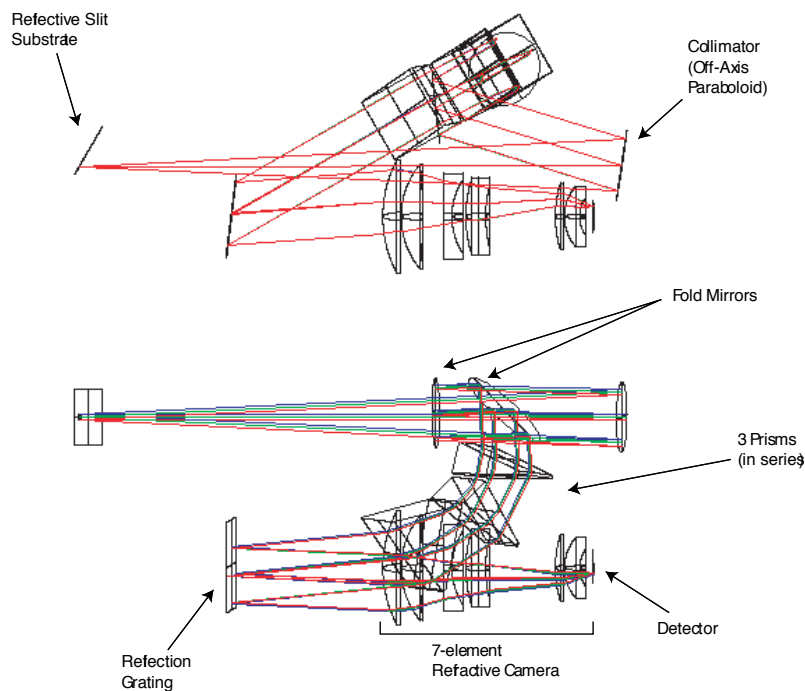 Refective Slit
Substrate
Collimator
(Off-Axis
Paraboloid)
Fold Mirrors
3 Prisms
(in series)
Detector
7-element
Refractive Camera
Refection
Grating